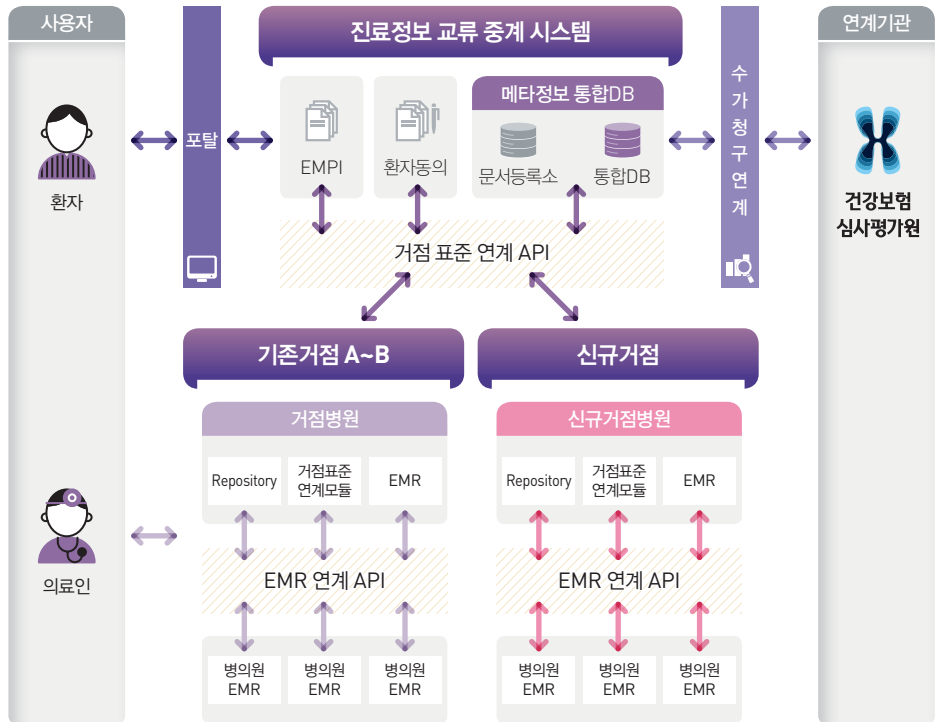 사용자
진료정보 교류 중계 시스템
연계기관
포탈
EMPI
환자동의
메타정보 통합DB
문서등록소
통합DB
수가청구연계
환자
건강보험
심사평가원
거점 표준 연계 API
기존거점 A~B
신규거점
거점병원
신규거점병원
Repository
거점표준
연계모듈
EMR
Repository
거점표준
연계모듈
EMR
의료인
EMR 연계 API
EMR 연계 API
병의원
EMR
병의원
EMR
병의원
EMR
병의원
EMR
병의원
EMR
병의원
EMR